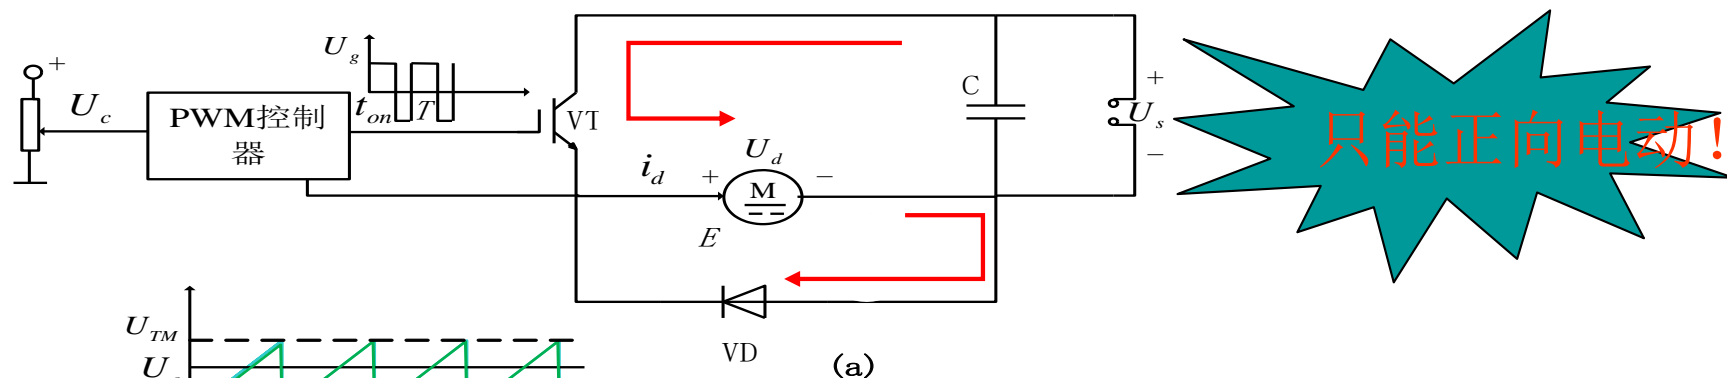 +
U_c
PWM控制
器
U_g
t_on
T
VT
i_d
+
U_d
−
M
E
VD
C
+
U_s
−
只能正向电动!
U_TM
(a)